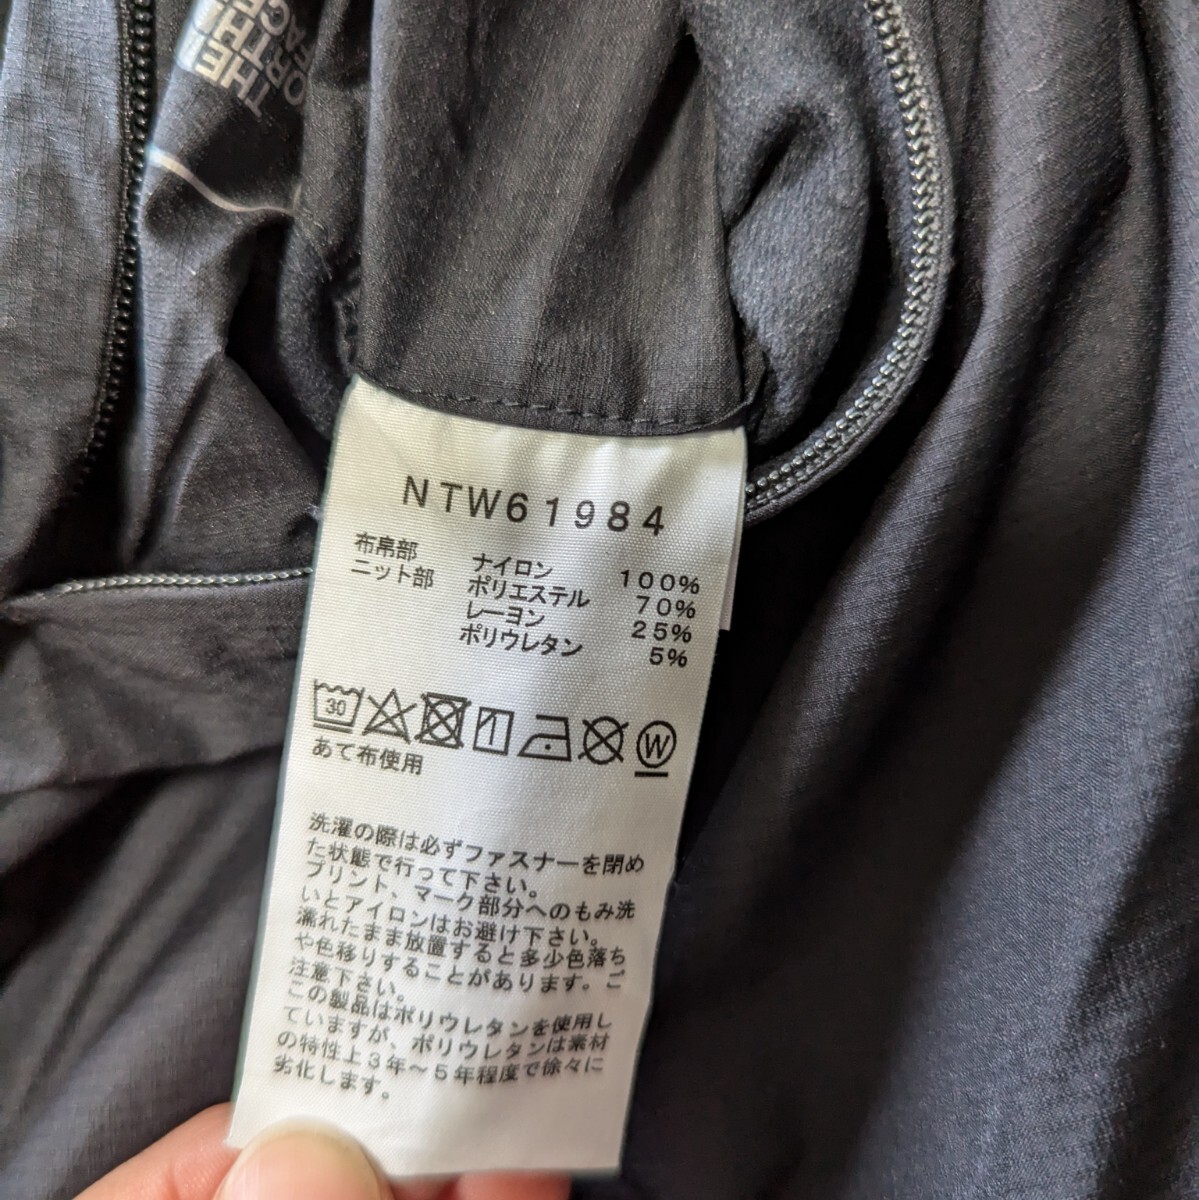 THE
NORTH
FACE
NTW61984
布帛部 ナイロン 100%
ニット部 ポリエステル 70%
レーヨン 25%
ポリウレタン 5%
30 W
あて布使用
洗濯の際は必ずファスナーを閉め
た状態で行って下さい。
プリント、マーク部分へのもみ洗
いとアイロンはお避け下さい。
濡れたまま放置すると多少色落ち
や色移りすることがあります。ご
注意下さい。
この製品はポリウレタンを使用し
ていますが、ポリウレタンは素材
の特性上3年～5年程度で徐々に
劣化します。